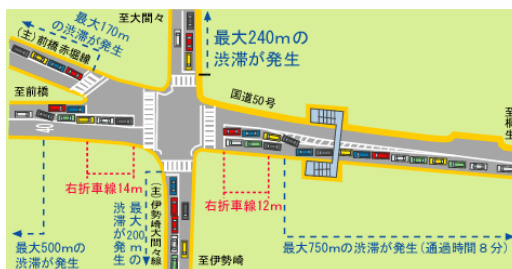 最大170m
の渋滞が発生
(主)前橋赤堀線
至大間々
最大240mの
渋滞が発生
至前橋
国道50号
至桐生
右折車線14m
右折車線12m
(主)伊勢崎大間々線
最大200mの
渋滞が発生
最大500mの
渋滞が発生
至伊勢崎
最大750mの渋滞が発生(通過時間8分)